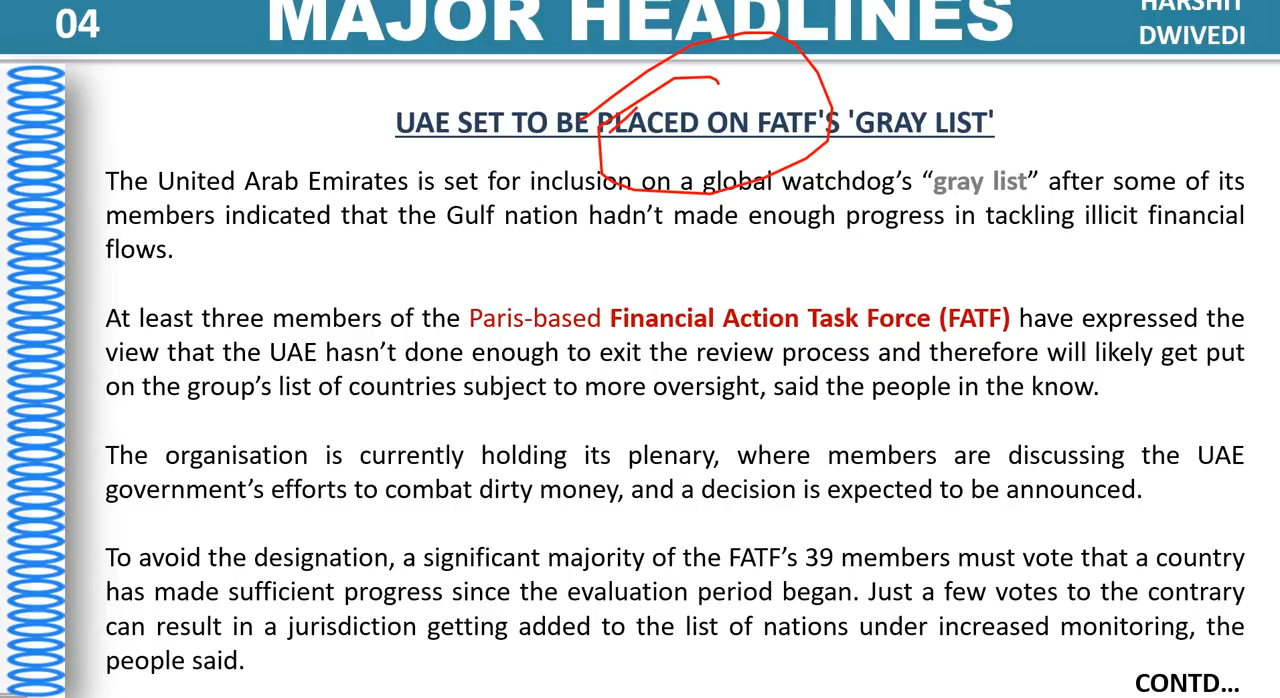 04
MAJOR HEADLINES
HARSHIT
DWIVEDI
UAE SET TO BE PLACED ON FATF'S 'GRAY LIST'
The United Arab Emirates is set for inclusion on a global watchdog’s “gray list” after some of its
members indicated that the Gulf nation hadn’t made enough progress in tackling illicit financial
flows.
At least three members of the Paris-based Financial Action Task Force (FATF) have expressed the
view that the UAE hasn’t done enough to exit the review process and therefore will likely get put
on the group’s list of countries subject to more oversight, said the people in the know.
The organisation is currently holding its plenary, where members are discussing the UAE
government’s efforts to combat dirty money, and a decision is expected to be announced.
To avoid the designation, a significant majority of the FATF’s 39 members must vote that a country
has made sufficient progress since the evaluation period began. Just a few votes to the contrary
can result in a jurisdiction getting added to the list of nations under increased monitoring, the
people said.
CONTD…